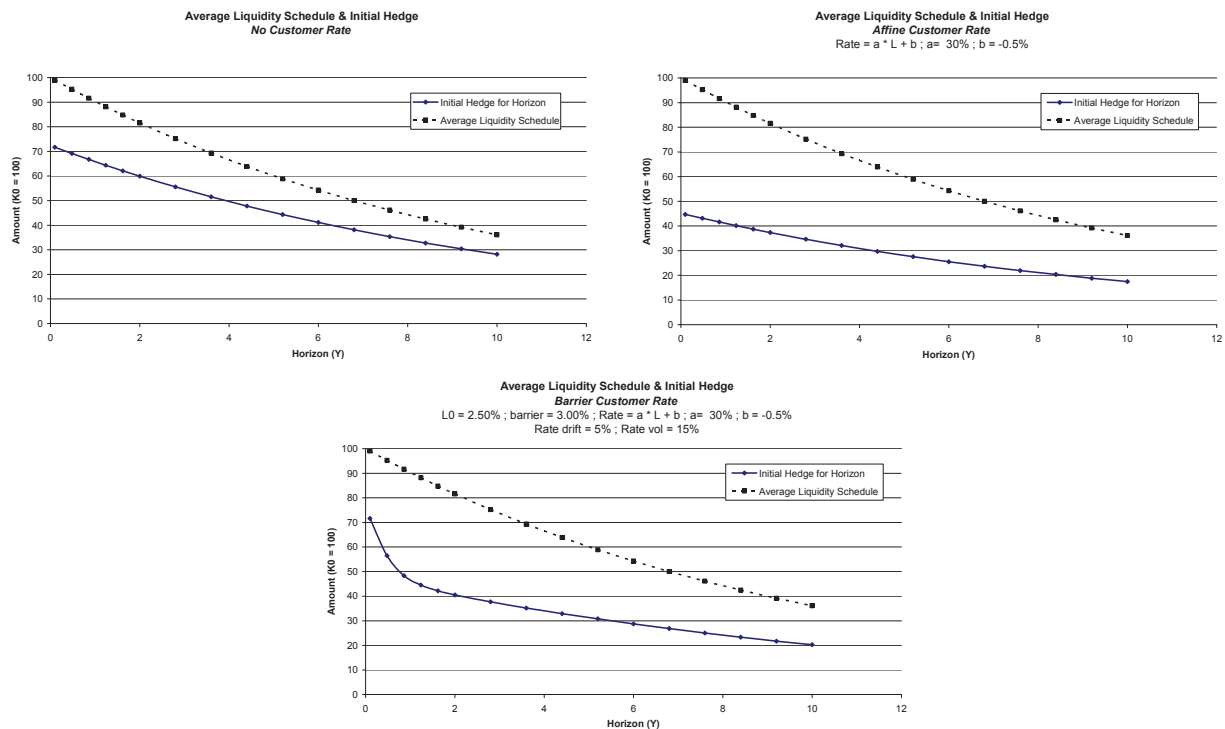 Average Liquidity Schedule & Initial Hedge
No Customer Rate
100
90
80
70
60
50
40
30
20
10
0
Amount (K0 = 100)
Initial Hedge for Horizon
Average Liquidity Schedule
0 2 4 6 8 10 12
Horizon (Y)
Average Liquidity Schedule & Initial Hedge
Affine Customer Rate
Rate = a * L + b ; a= 30% ; b = -0.5%
100
90
80
70
60
50
40
30
20
10
0
Amount (K0 = 100)
Initial Hedge for Horizon
Average Liquidity Schedule
0 2 4 6 8 10 12
Horizon (Y)
Average Liquidity Schedule & Initial Hedge
Barrier Customer Rate
L0 = 2.50% ; barrier = 3.00% ; Rate = a * L + b ; a= 30% ; b = -0.5%
Rate drift = 5% ; Rate vol = 15%
100
90
80
70
60
50
40
30
20
10
0
Amount (K0 = 100)
Initial Hedge for Horizon
Average Liquidity Schedule
0 2 4 6 8 10 12
Horizon (Y)